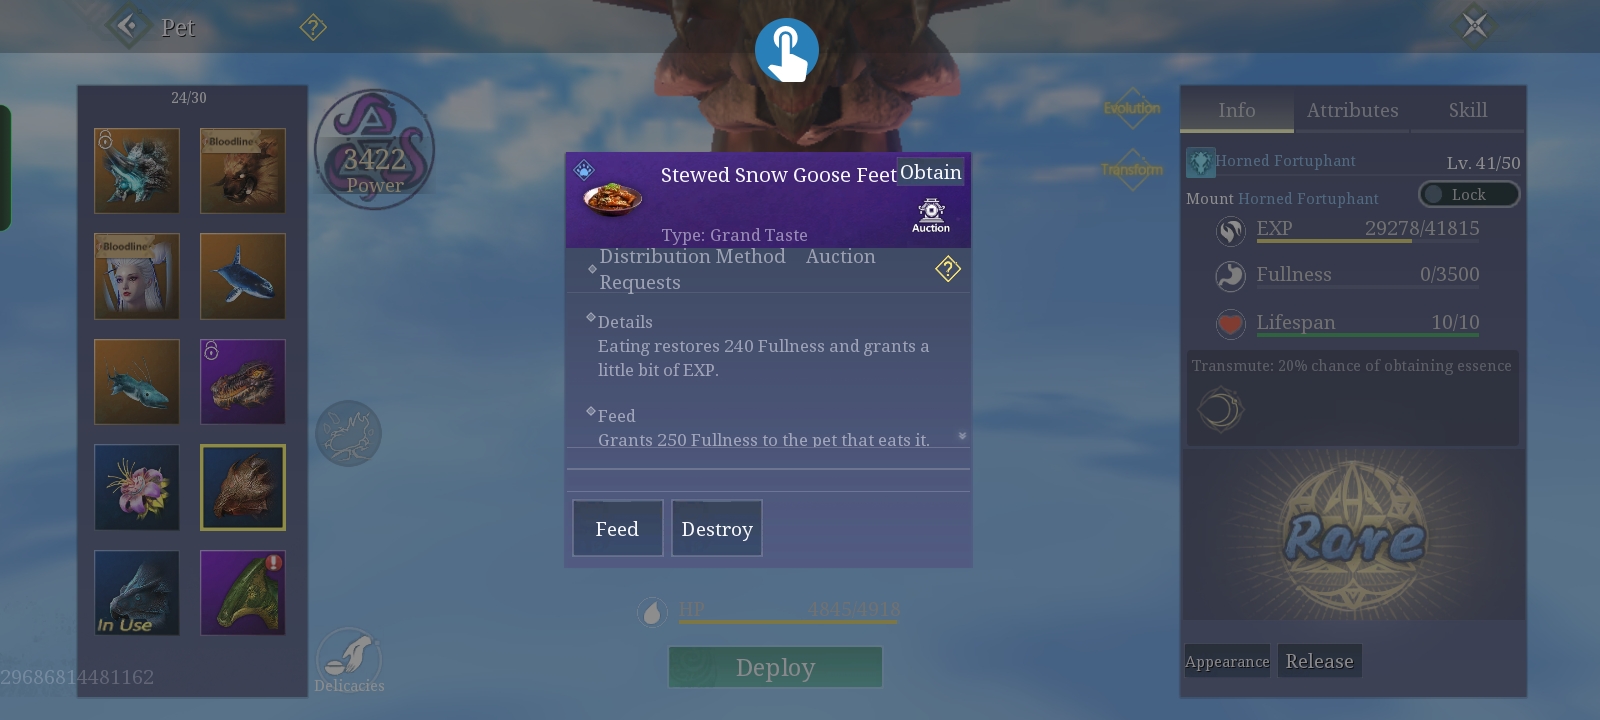 Pet
24/30
Bloodline
Bloodline
In Use
29686814481162
3422
Power
Delicacies
Stewed Snow Goose Feet
Obtain
Auction
Type: Grand Taste
Distribution Method Auction
Requests
Details
Eating restores 240 Fullness and grants a
little bit of EXP.
Feed
Grants 250 Fullness to the pet that eats it.
Feed
Destroy
HP 4845/4918
Deploy
Evolution
Transform
Info
Attributes
Skill
Horned Fortuphant
Lv. 41/50
Mount Horned Fortuphant
Lock
EXP 29278/41815
Fullness 0/3500
Lifespan 10/10
Transmute: 20% chance of obtaining essence
Rare
Appearance
Release